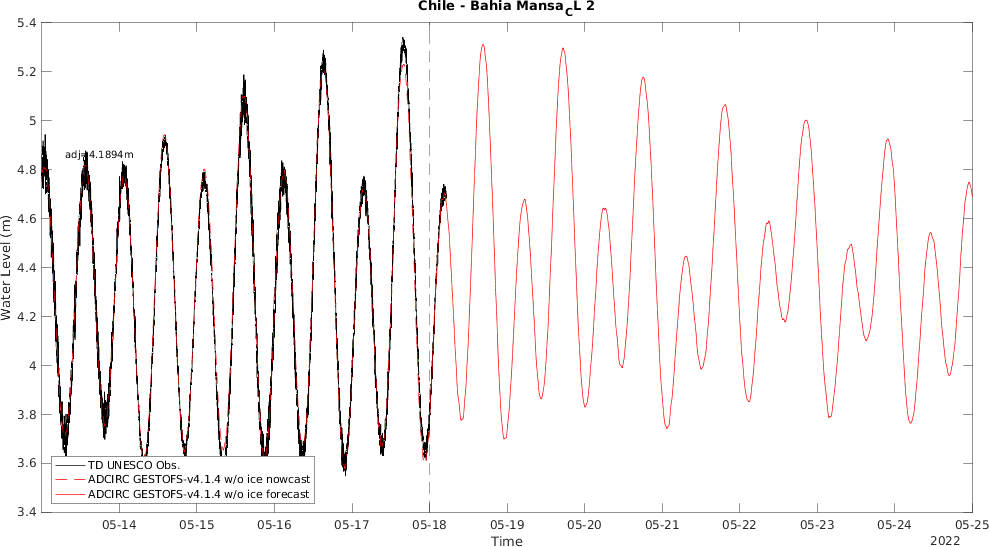 Chile - Bahia Mansa_CL 2
5.4
5.2
5
4.8
4.6
4.4
4.2
4
3.8
3.6
3.4
Water Level (m)
adj=4.1894m
TD UNESCO Obs.
ADCIRC GESTOFS-v4.1.4 w/o ice nowcast
ADCIRC GESTOFS-v4.1.4 w/o ice forecast
05-14 05-15 05-16 05-17 05-18 05-19 05-20 05-21 05-22 05-23 05-24 05-25
Time
2022